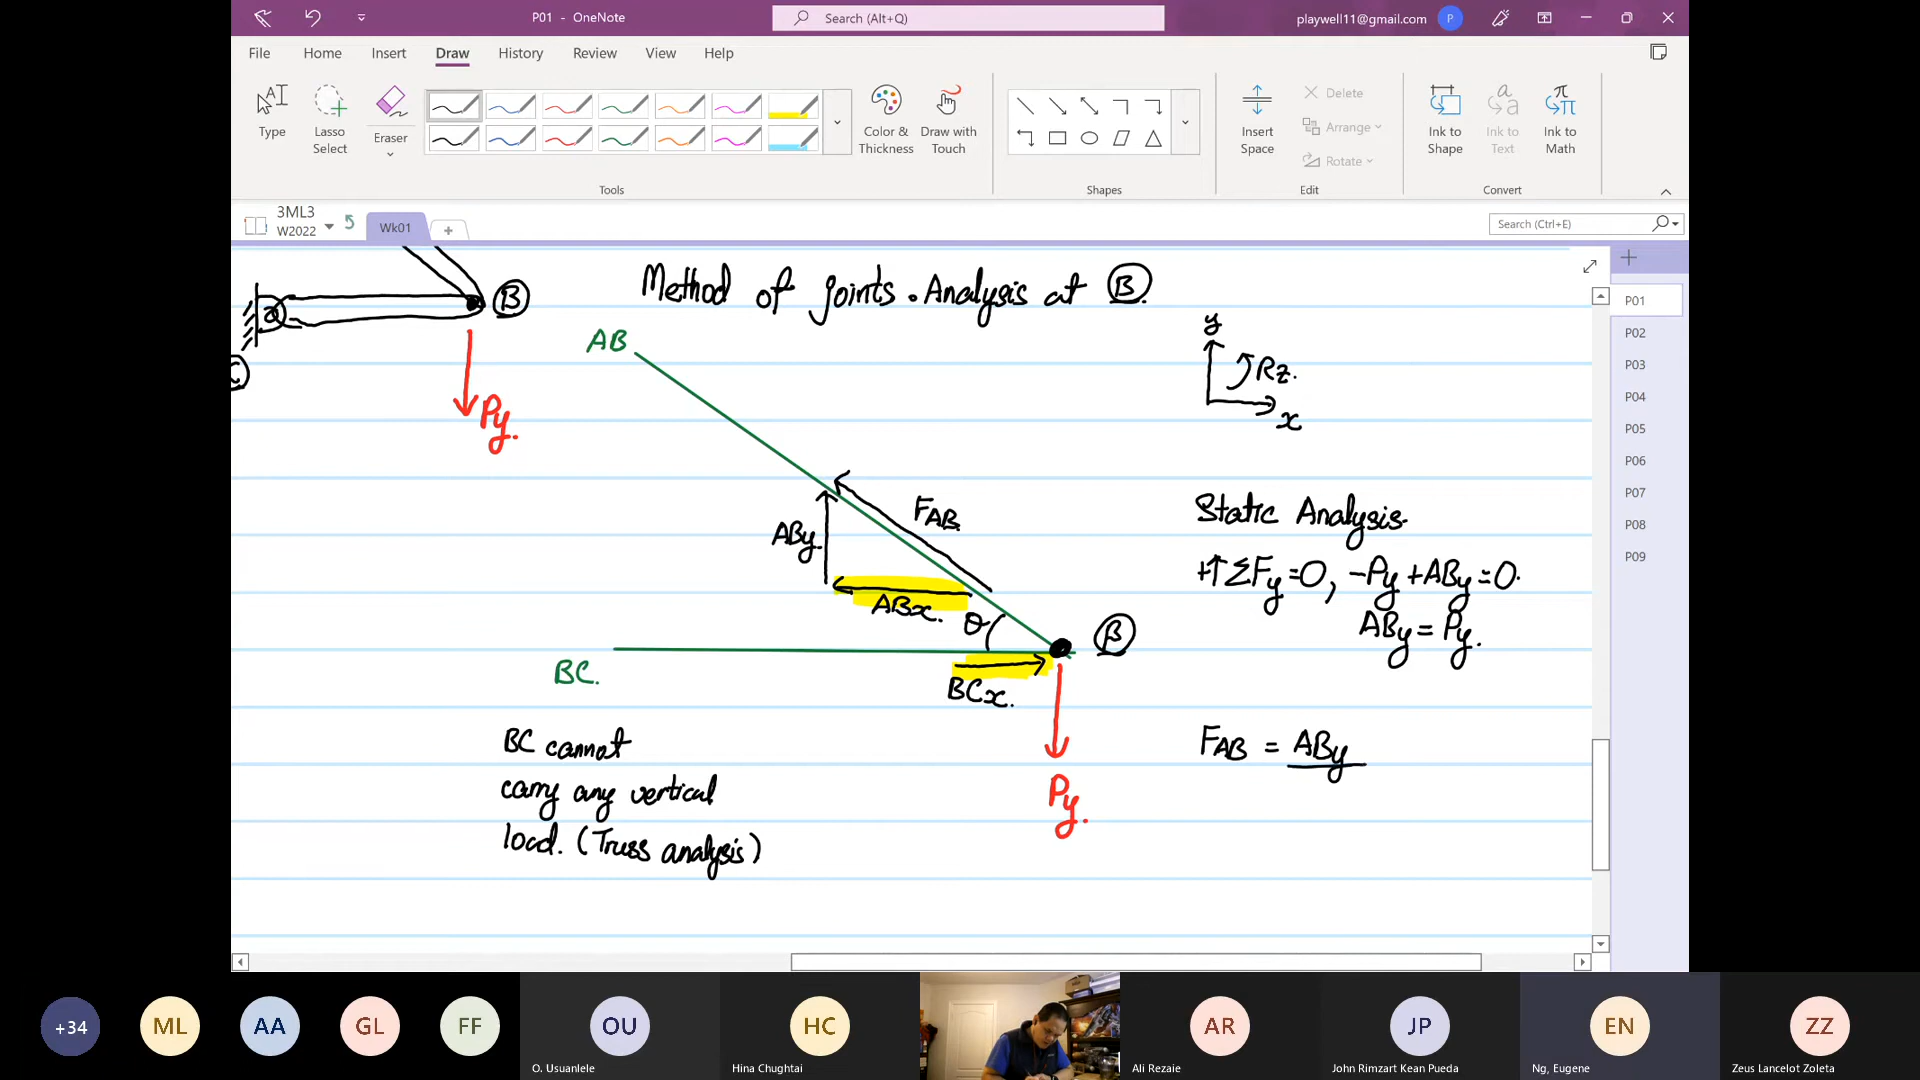 P01 - OneNote
Search (Alt+Q)
playwell11@gmail.com
P
File
Home
Insert
Draw
History
Review
View
Help
Type
Lasso
Select
Eraser
Color &
Thickness
Draw with
Touch
Insert
Space
Delete
Arrange
Rotate
Ink to
Shape
Ink to
Text
Ink to
Math
Tools
Shapes
Edit
Convert
3ML3
W2022
Wk01
Search (Ctrl+E)
P01
P02
P03
P04
P05
P06
P07
P08
P09
Method of joints. Analysis at B.
B
C
Py.
AB
y
Rz.
x
FAB.
ABy.
ABx.
θ
B
BC.
BCx.
Py.
Static Analysis.
+↑ΣFy=0, -Py+ABy=0.
ABy = Py.
FAB = ABy
BC cannot
carry any vertical
load. (Truss analysis)
+34
ML
AA
GL
FF
OU
O. Usuanlele
HC
Hina Chughtai
AR
Ali Rezaie
JP
John Rimzart Kean Pueda
EN
Ng, Eugene
ZZ
Zeus Lancelot Zoleta